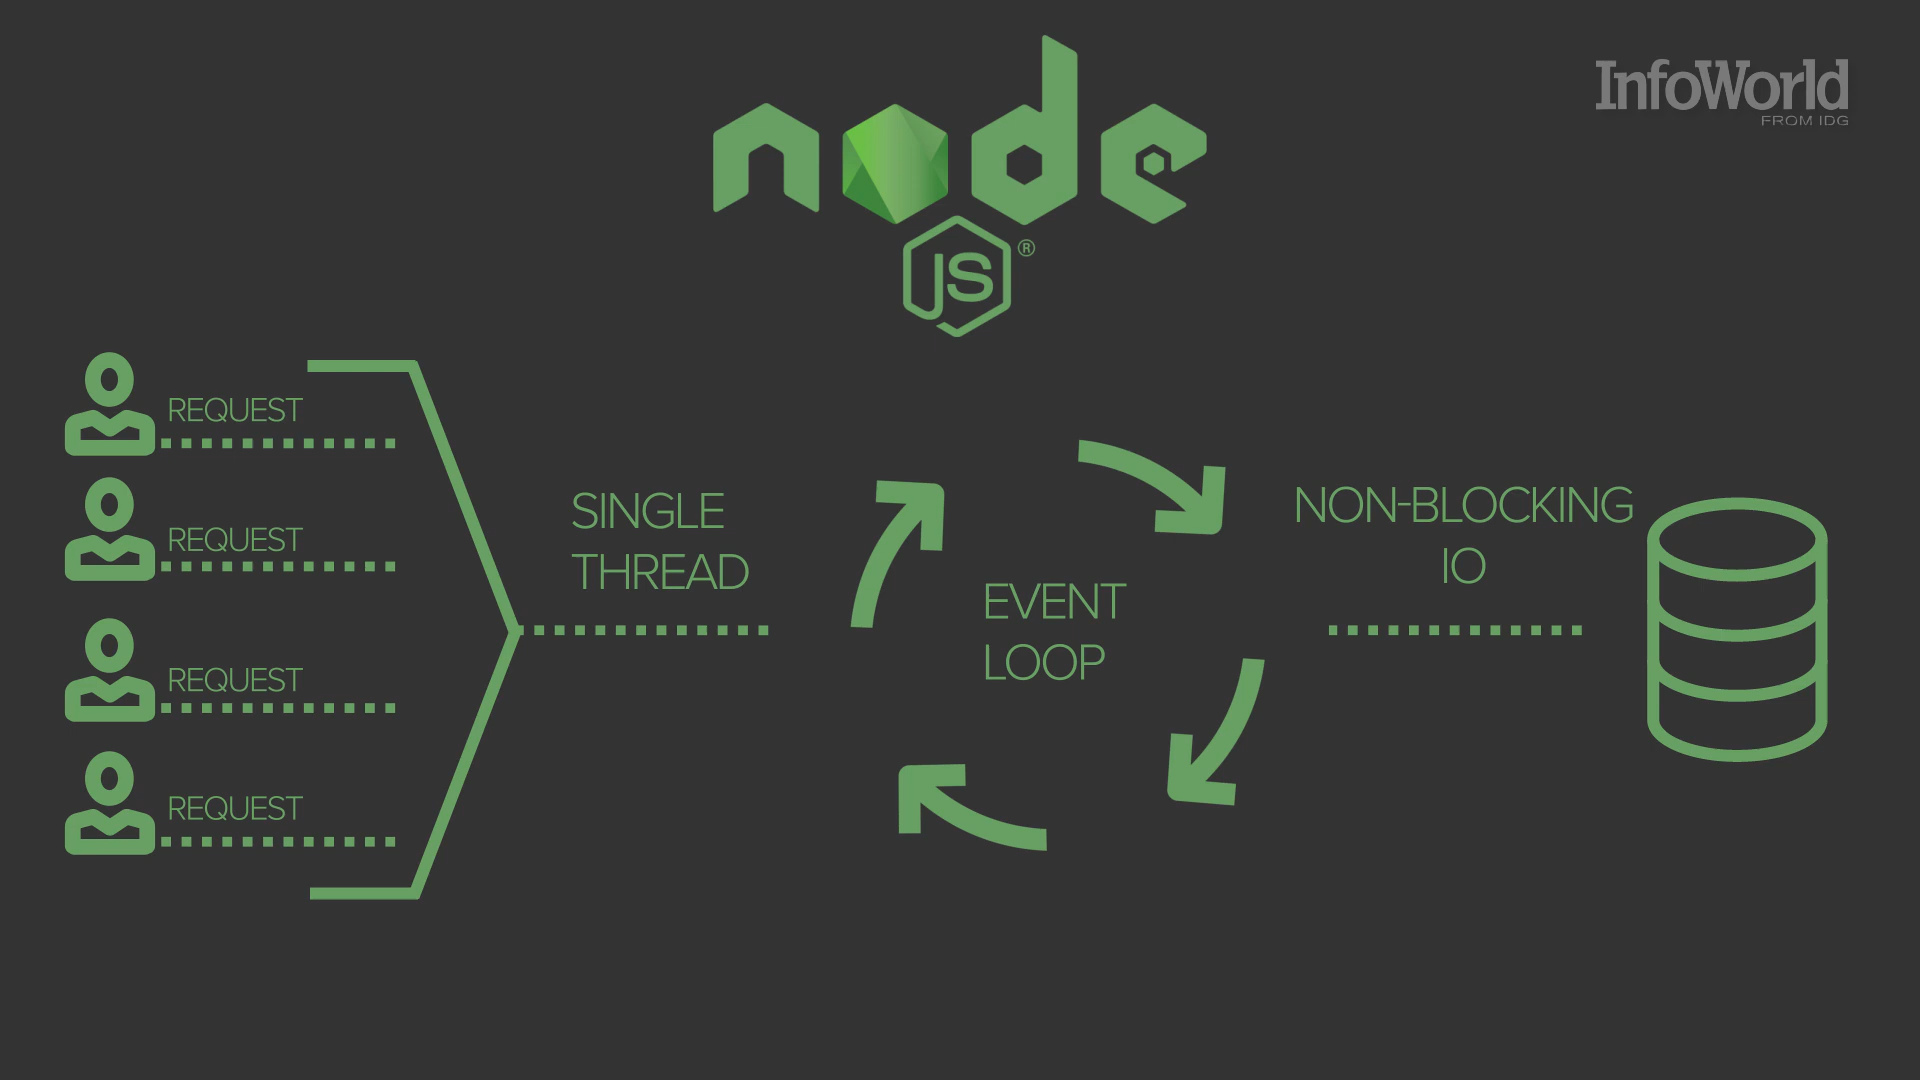 node
JS®
InfoWorld
FROM IDG
REQUEST
REQUEST
REQUEST
REQUEST
SINGLE
THREAD
EVENT
LOOP
NON-BLOCKING
IO